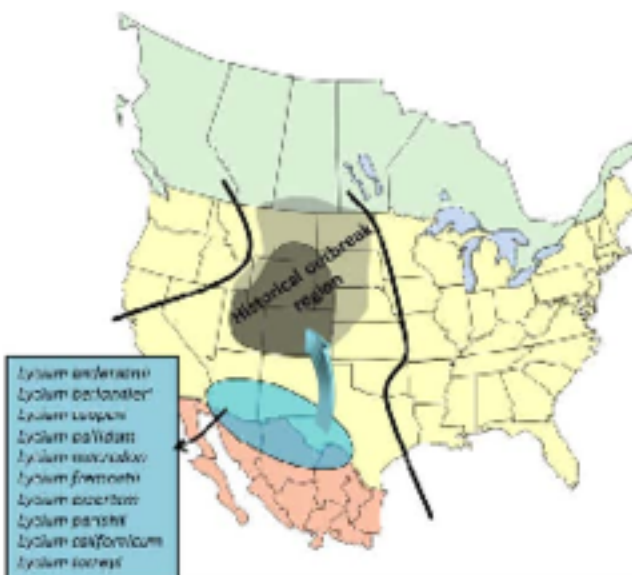 Historical outbreak
region
Lycium andersonii
Lycium berlandieri
Lycium cooperi
Lycium pallidum
Lycium macrodon
Lycium fremontii
Lycium exsertum
Lycium parishii
Lycium californicum
Lycium torreyi